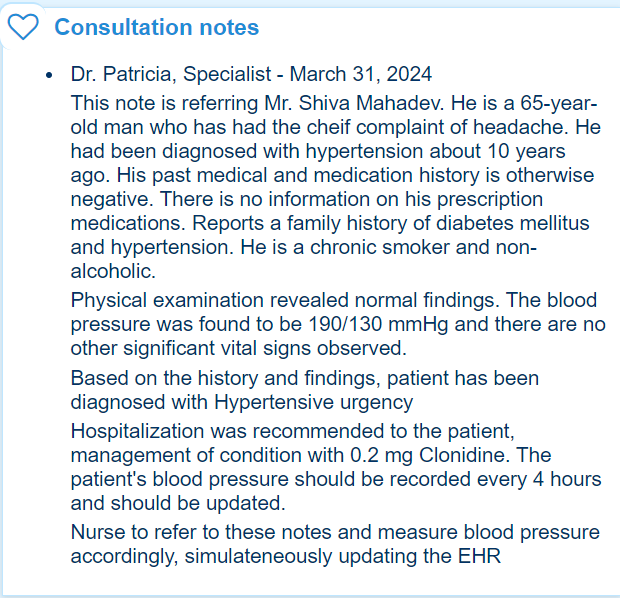 Consultation notes
• Dr. Patricia, Specialist - March 31, 2024
This note is referring Mr. Shiva Mahadev. He is a 65-year-
old man who has had the cheif complaint of headache. He
had been diagnosed with hypertension about 10 years
ago. His past medical and medication history is otherwise
negative. There is no information on his prescription
medications. Reports a family history of diabetes mellitus
and hypertension. He is a chronic smoker and non-
alcoholic.
Physical examination revealed normal findings. The blood
pressure was found to be 190/130 mmHg and there are no
other significant vital signs observed.
Based on the history and findings, patient has been
diagnosed with Hypertensive urgency
Hospitalization was recommended to the patient,
management of condition with 0.2 mg Clonidine. The
patient's blood pressure should be recorded every 4 hours
and should be updated.
Nurse to refer to these notes and measure blood pressure
accordingly, simulateneously updating the EHR